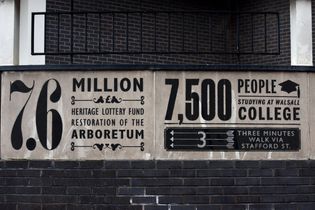 7.6
MILLION
£
HERITAGE LOTTERY FUND
RESTORATION OF THE
ARBORETUM
7,500
PEOPLE
STUDYING AT WALSALL
COLLEGE
3
THREE MINUTES
WALK VIA
STAFFORD ST.